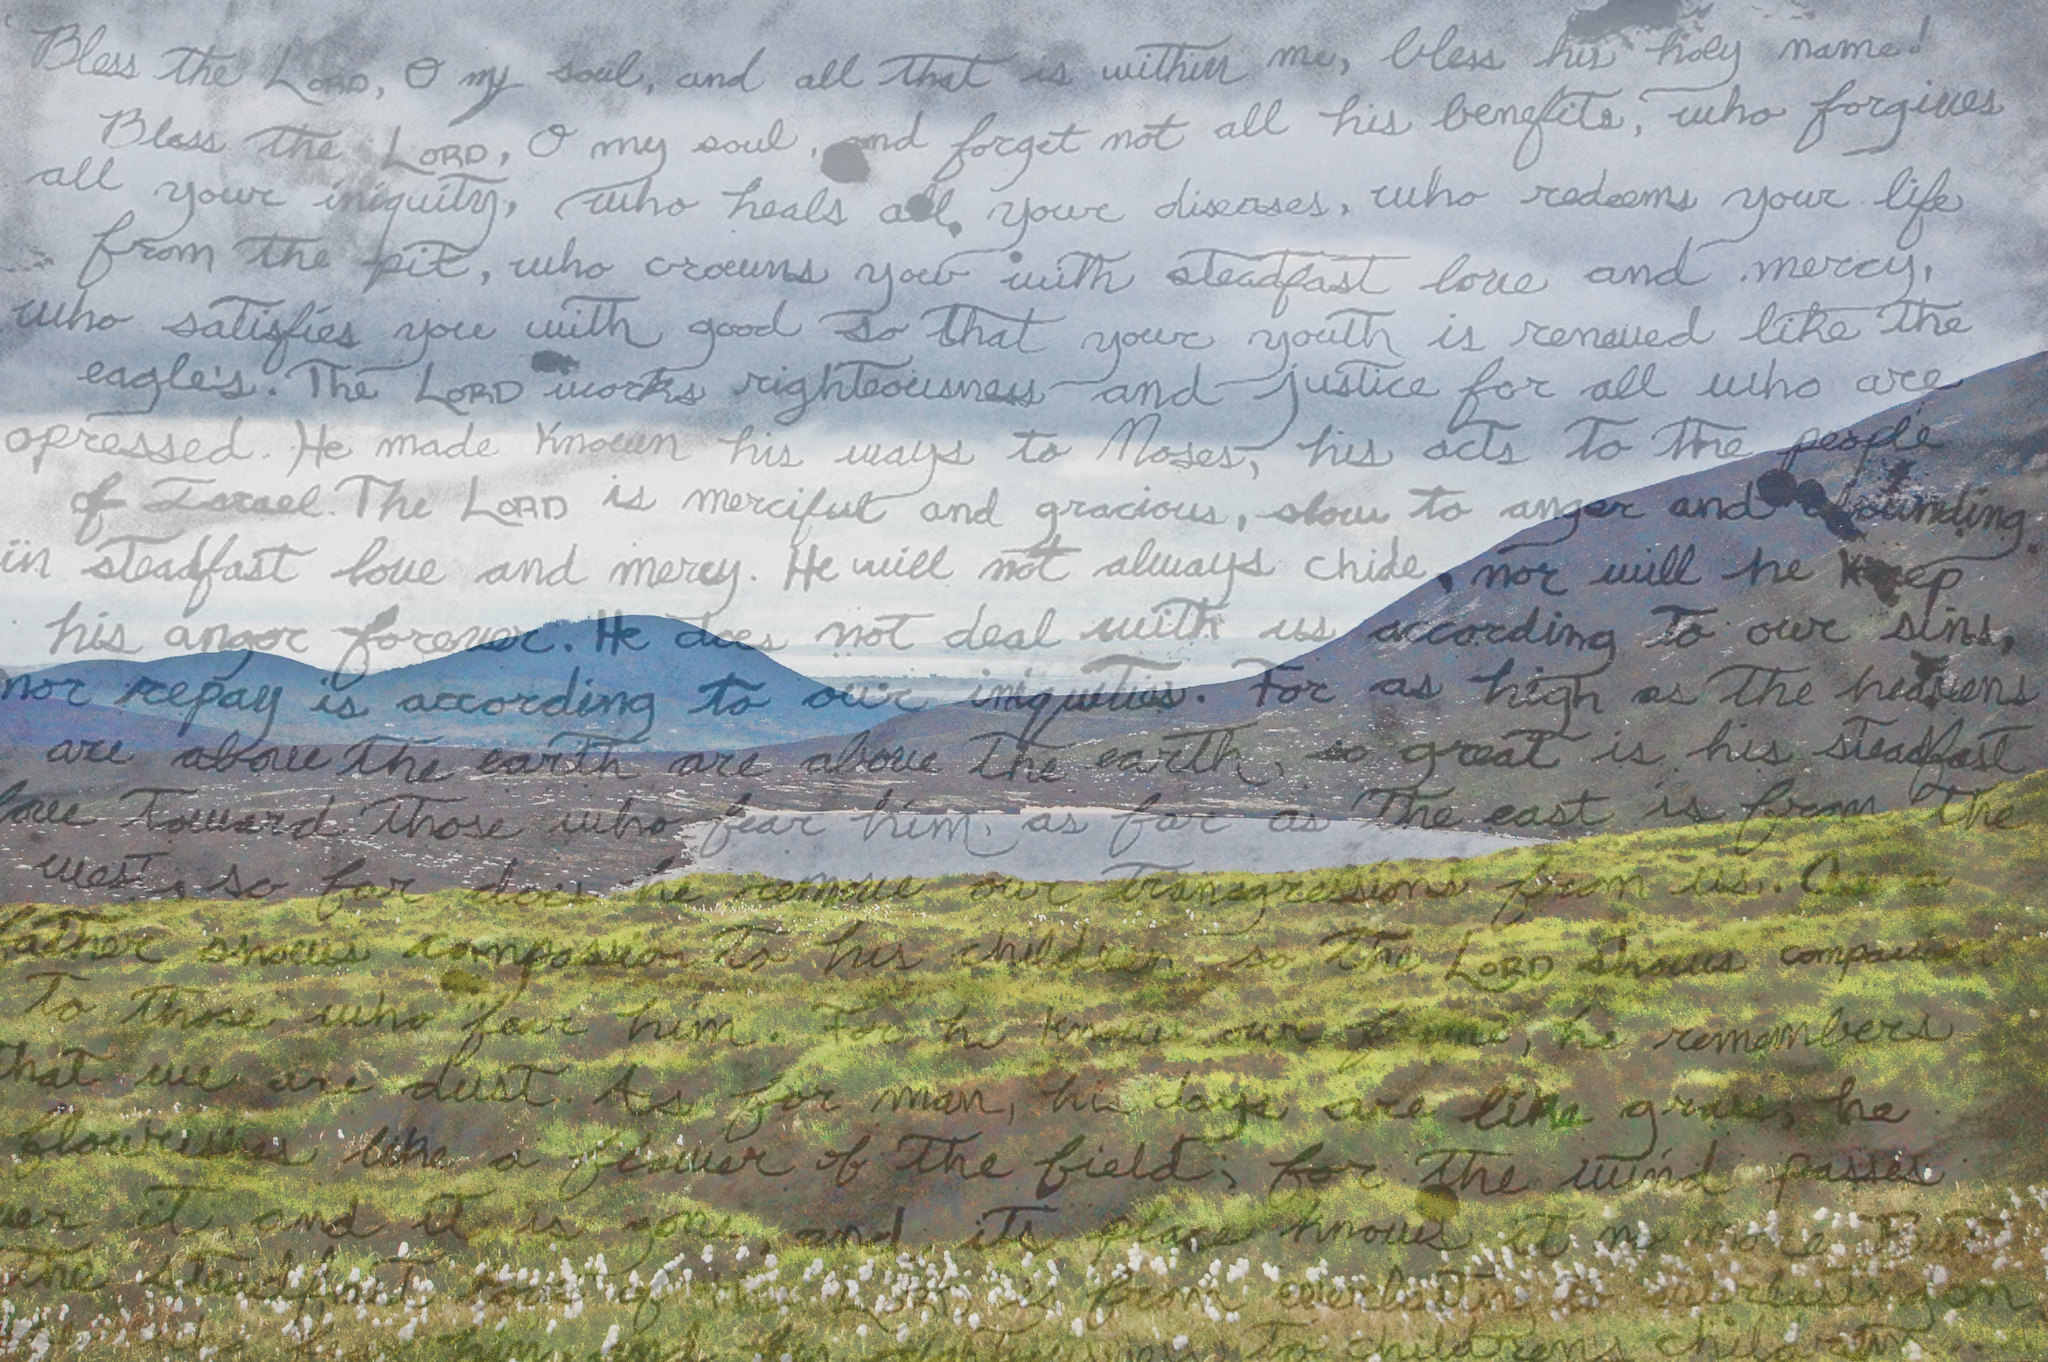 Bless the LORD, O my soul, and all that is within me, bless his holy name!
Bless the LORD, O my soul, and forget not all his benefits, who forgives
all your iniquity, who heals all your diseases, who redeems your life
from the pit, who crowns you with steadfast love and mercy,
who satisfies you with good so that your youth is renewed like the
eagle's. The LORD works righteousness and justice for all who are
opressed. He made known his ways to Moses, his acts to the people
of Israel. The LORD is merciful and gracious, slow to anger and abounding
in steadfast love and mercy. He will not always chide, nor will he keep
his anger forever. He does not deal with us according to our sins,
nor repay is according to our iniquities. For as high as the heavens
are above the earth are above the earth, so great is his steadfast
love toward those who fear him, as far as the east is from the
west, so far does he remove our transgressions from us. As a
father shows compassion to his children so the LORD shows compassion
to those who fear him. For he knows our frame, he remembers
that we are dust. As for man, his days are like grass, he
flourishes like a flower of the field, for the wind passes
over it and it is gone, and its place knows it no more But
the steadfast love of the LORD is from everlasting to everlasting on
him and his to childrens children